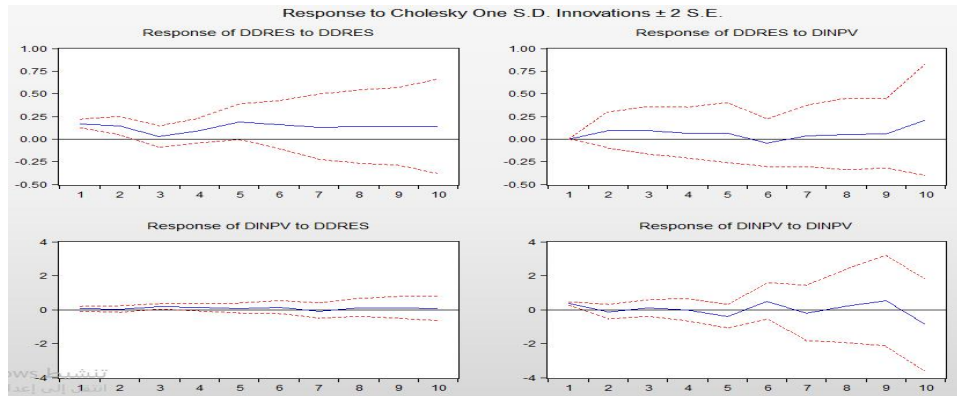 Response to Cholesky One S.D. Innovations ± 2 S.E.
Response of DDRES to DDRES
1.00
0.75
0.50
0.25
0.00
-0.25
-0.50
1 2 3 4 5 6 7 8 9 10
Response of DDRES to DINPV
1.00
0.75
0.50
0.25
0.00
-0.25
-0.50
1 2 3 4 5 6 7 8 9 10
Response of DINPV to DDRES
4
2
0
-2
-4
1 2 3 4 5 6 7 8 9 10
Response of DINPV to DINPV
4
2
0
-2
-4
1 2 3 4 5 6 7 8 9 10
تنشيط ows
انتقل إلى إعدا